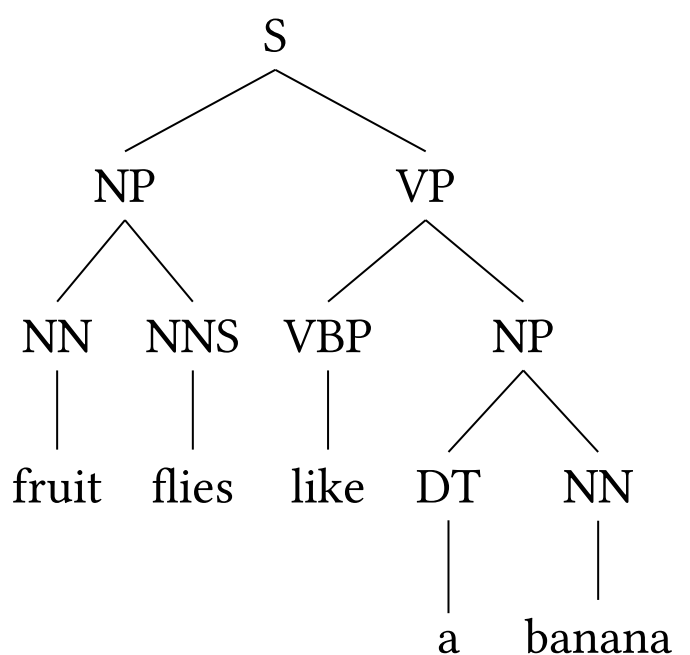 S
NP VP
NN NNS VBP NP
fruit flies like DT NN
a banana